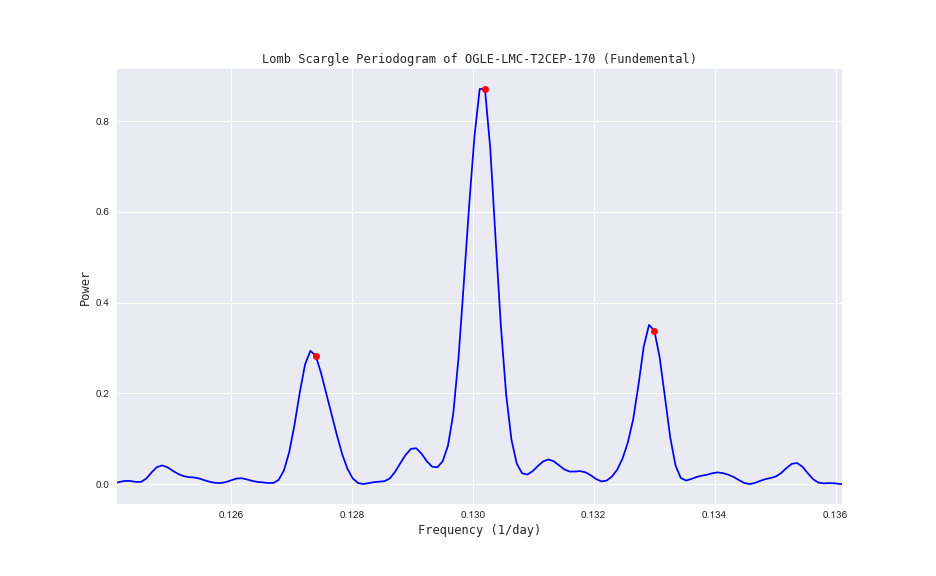 Lomb Scargle Periodogram of OGLE-LMC-T2CEP-170 (Fundemental)
0.8
0.6
0.4
0.2
0.0
Power
0.126 0.128 0.130 0.132 0.134 0.136
Frequency (1/day)